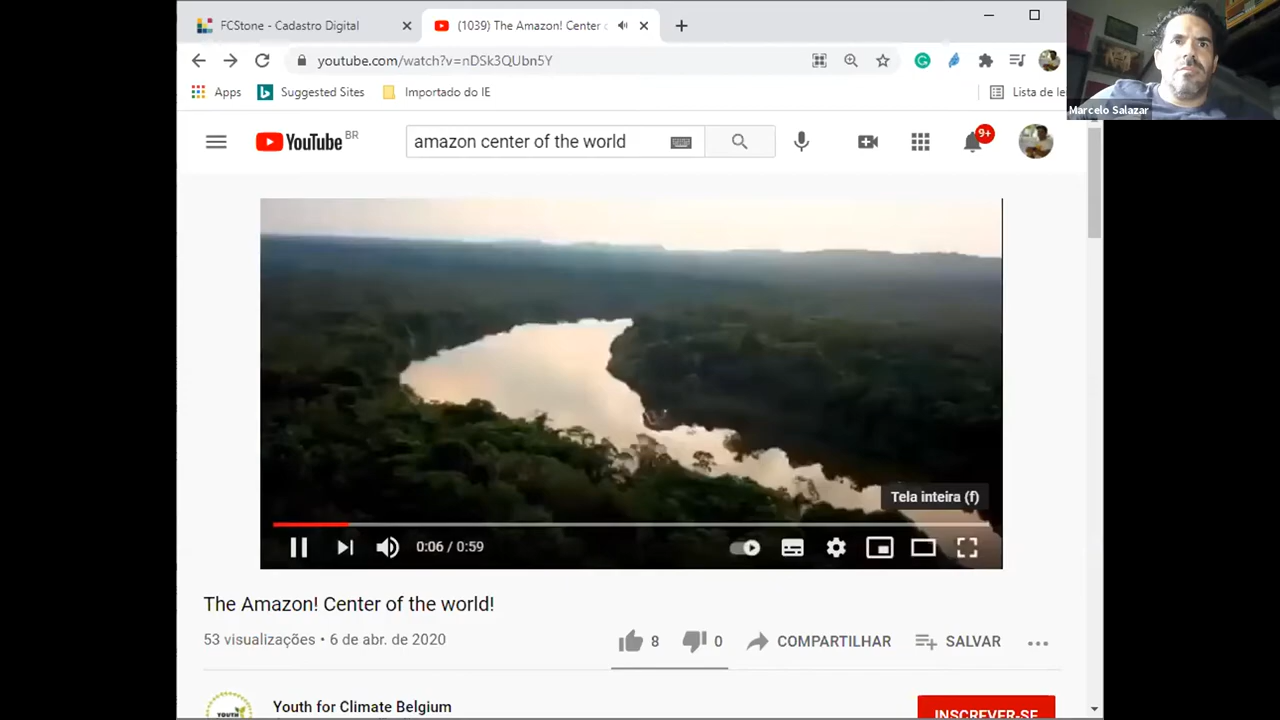 FCStone - Cadastro Digital
(1039) The Amazon! Center
youtube.com/watch?v=nDSk3QUbn5Y
Apps
Suggested Sites
Importado do IE
Lista de le
Marcelo Salazar
YouTube BR
amazon center of the world
9+
Tela inteira (f)
0:06 / 0:59
The Amazon! Center of the world!
53 visualizações • 6 de abr. de 2020
8
0
COMPARTILHAR
SALVAR
YOUTH
Youth for Climate Belgium
INSCREVER-SE